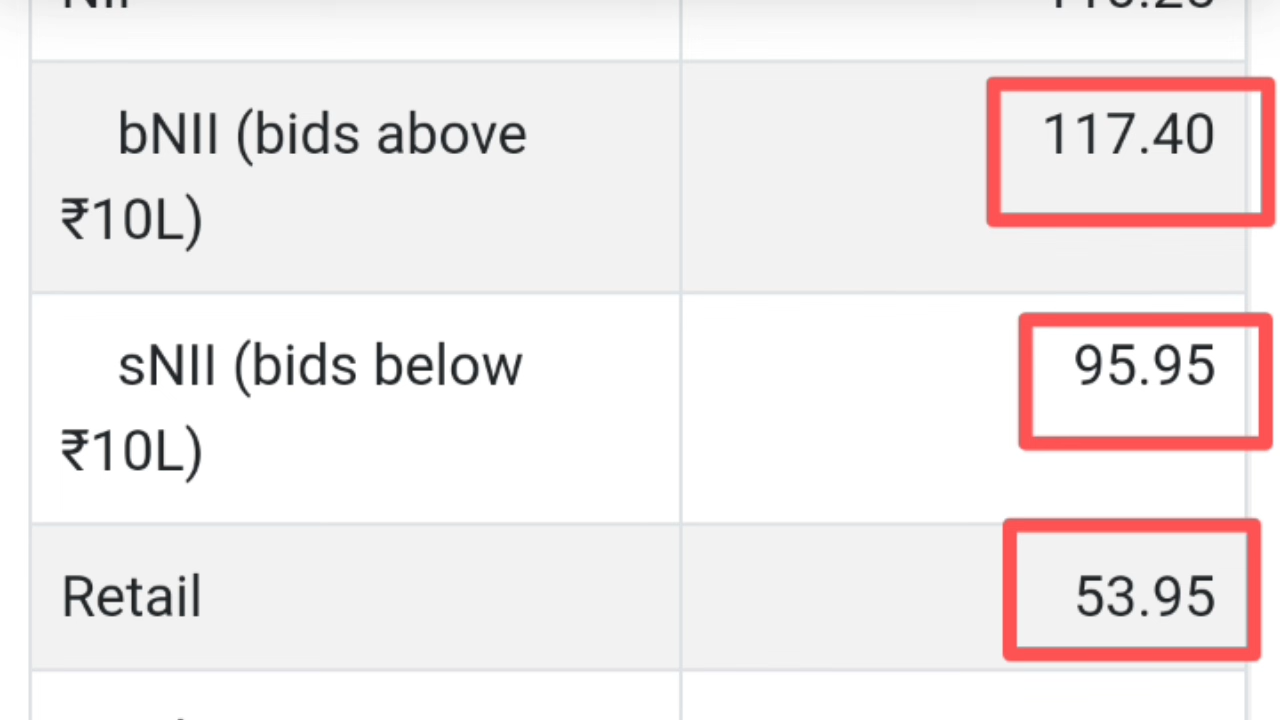 bNII (bids above
₹10L)
117.40
sNII (bids below
₹10L)
95.95
Retail
53.95